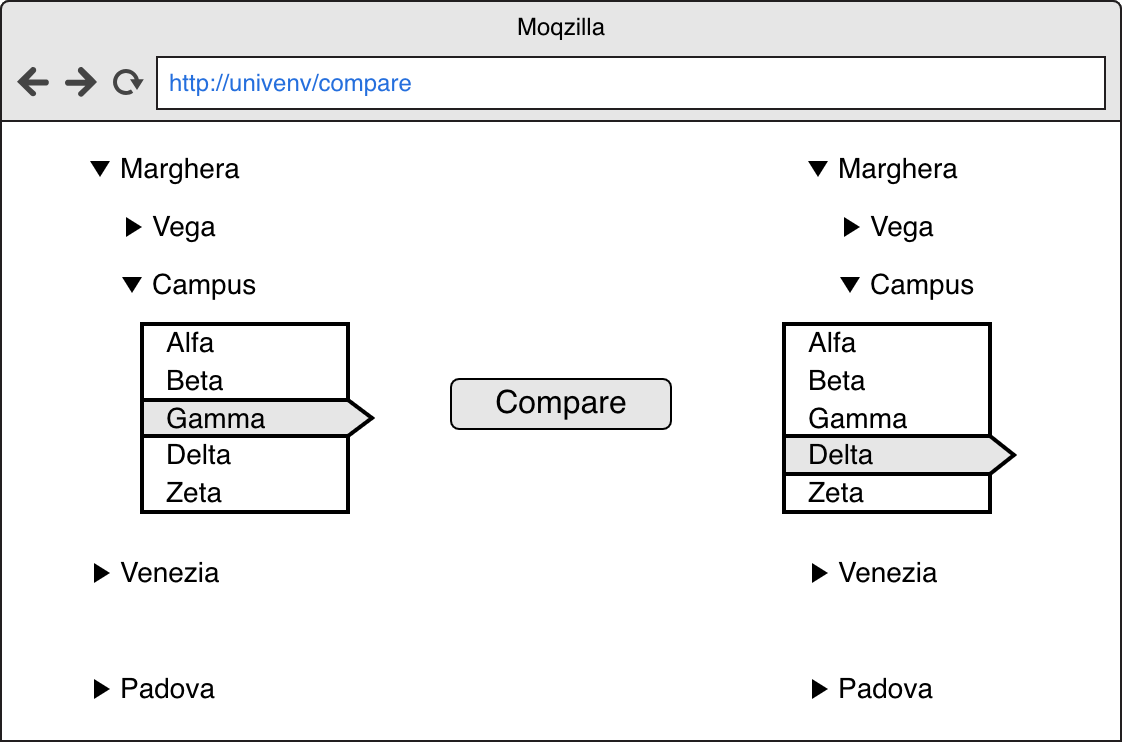 Moqzilla
http://univenv/compare
Marghera
Vega
Campus
Alfa
Beta
Gamma
Delta
Zeta
Venezia
Padova
Compare
Marghera
Vega
Campus
Alfa
Beta
Gamma
Delta
Zeta
Venezia
Padova